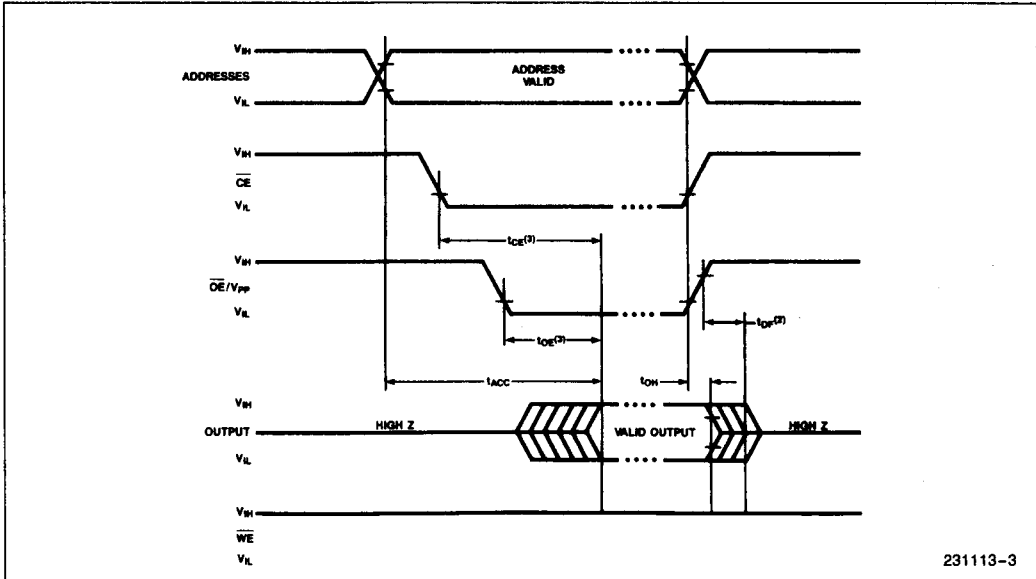 VIH
ADDRESSES
VIL
ADDRESS
VALID
VIH
CE
VIL
tCE(3)
VIH
OE/VPP
VIL
tOE(3)
tDF(2)
tACC
tOH
VIH
OUTPUT
VIL
HIGH Z
VALID OUTPUT
HIGH Z
VIH
WE
VIL
231113-3